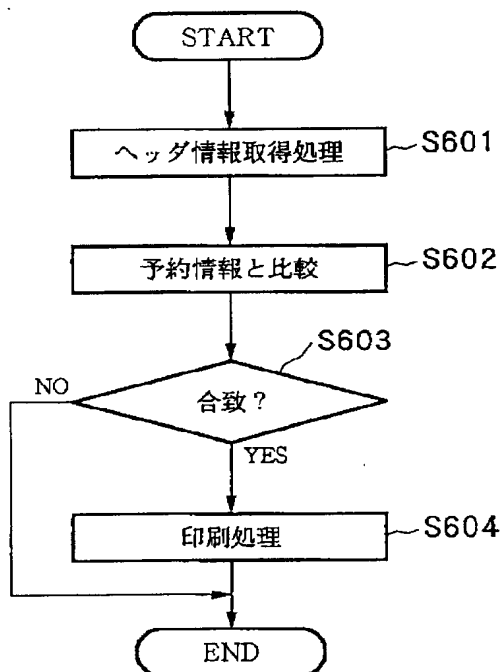 START
ヘッダ情報取得処理
S601
予約情報と比較
S602
S603
合致?
NO
YES
印刷処理
S604
END